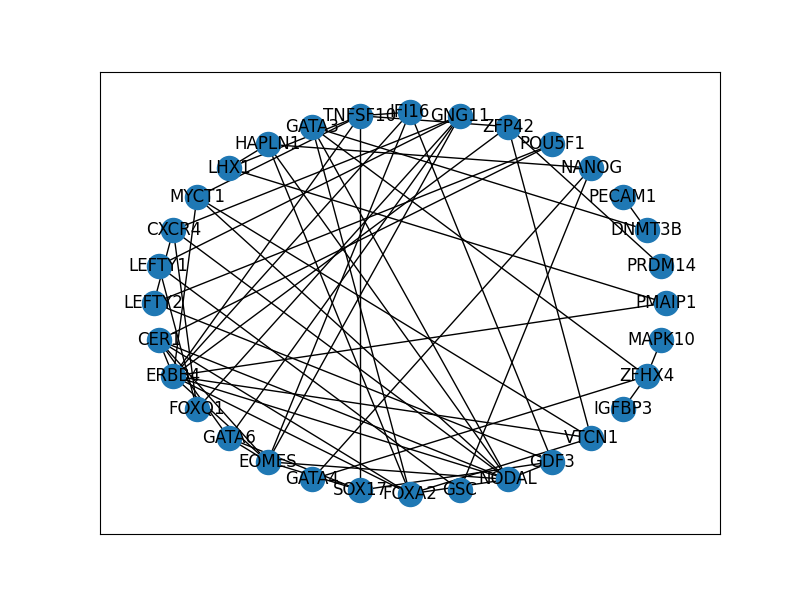 IFI16
TNFSF10
GNG11
GATA3
ZFP42
HAPLN1
POU5F1
LHX1
NANOG
MYCT1
PECAM1
CXCR4
DNMT3B
LEFTY1
PRDM14
LEFTY2
PMAIP1
CER1
MAPK10
ERBB4
ZFHX4
FOXO1
IGFBP3
GATA6
VTCN1
EOMES
GDF3
GATA4
NODAL
SOX17
GSC
FOXA2